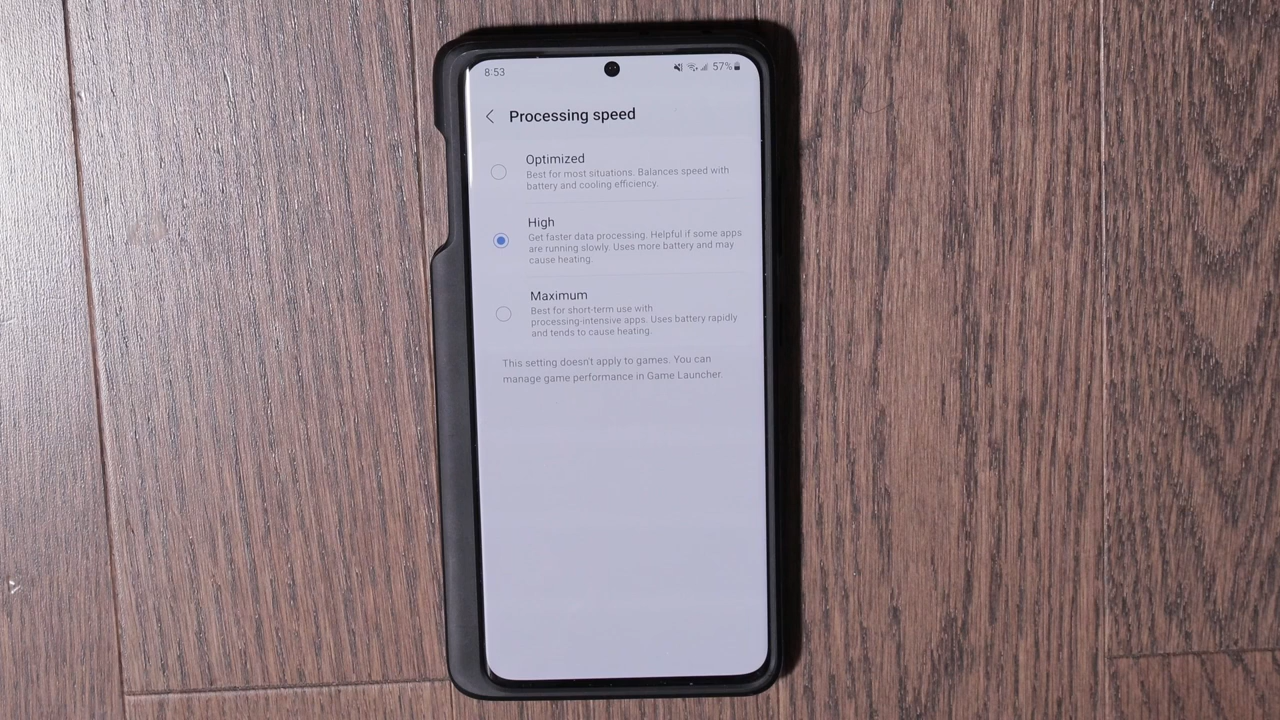 8:53
57%
Processing speed
Optimized
Best for most situations. Balances speed with
battery and cooling efficiency.
High
Get faster data processing. Helpful if some apps
are running slowly. Uses more battery and may
cause heating.
Maximum
Best for short-term use with
processing-intensive apps. Uses battery rapidly
and tends to cause heating.
This setting doesn't apply to games. You can
manage game performance in Game Launcher.